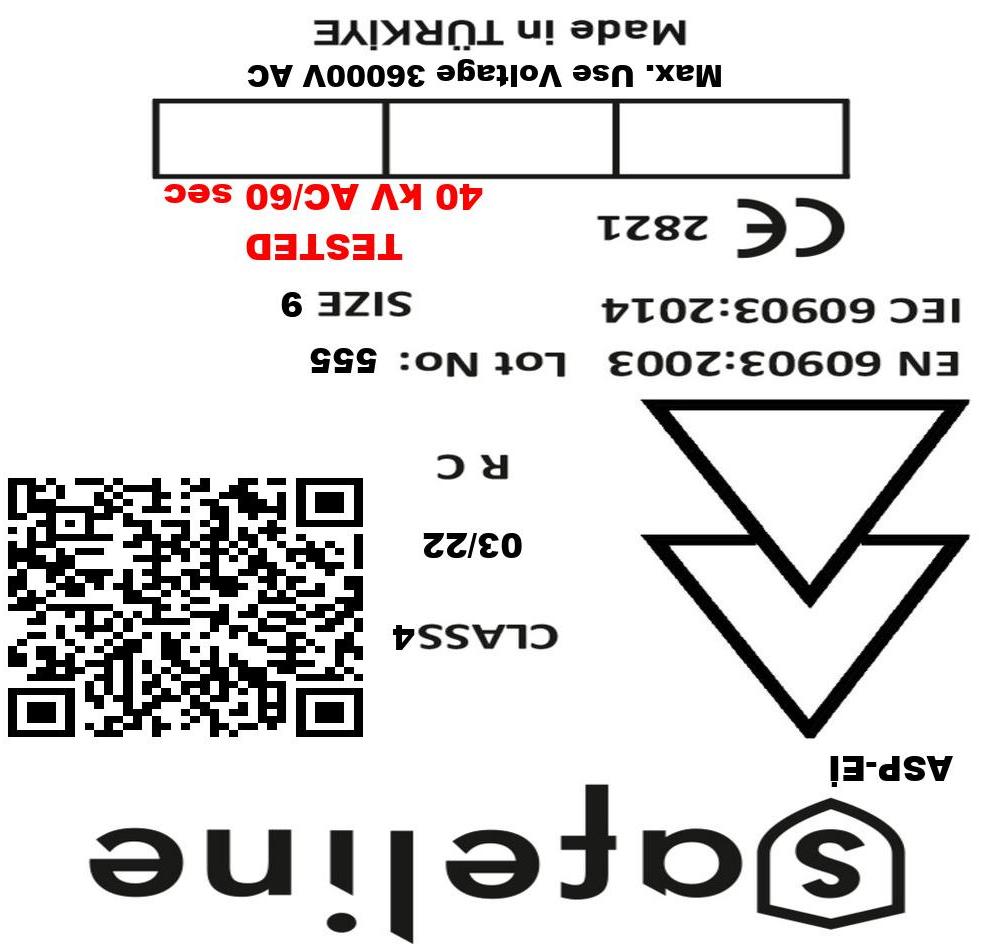 safeline
ASP-Eİ
CLASS4
03/22
R C
EN 60903:2003 Lot No: 555
IEC 60903:2014 SIZE 9
CE 2821 TESTED
40 kV AC/60 sec
Max. Use Voltage 36000V AC
Made in TÜRKİYE